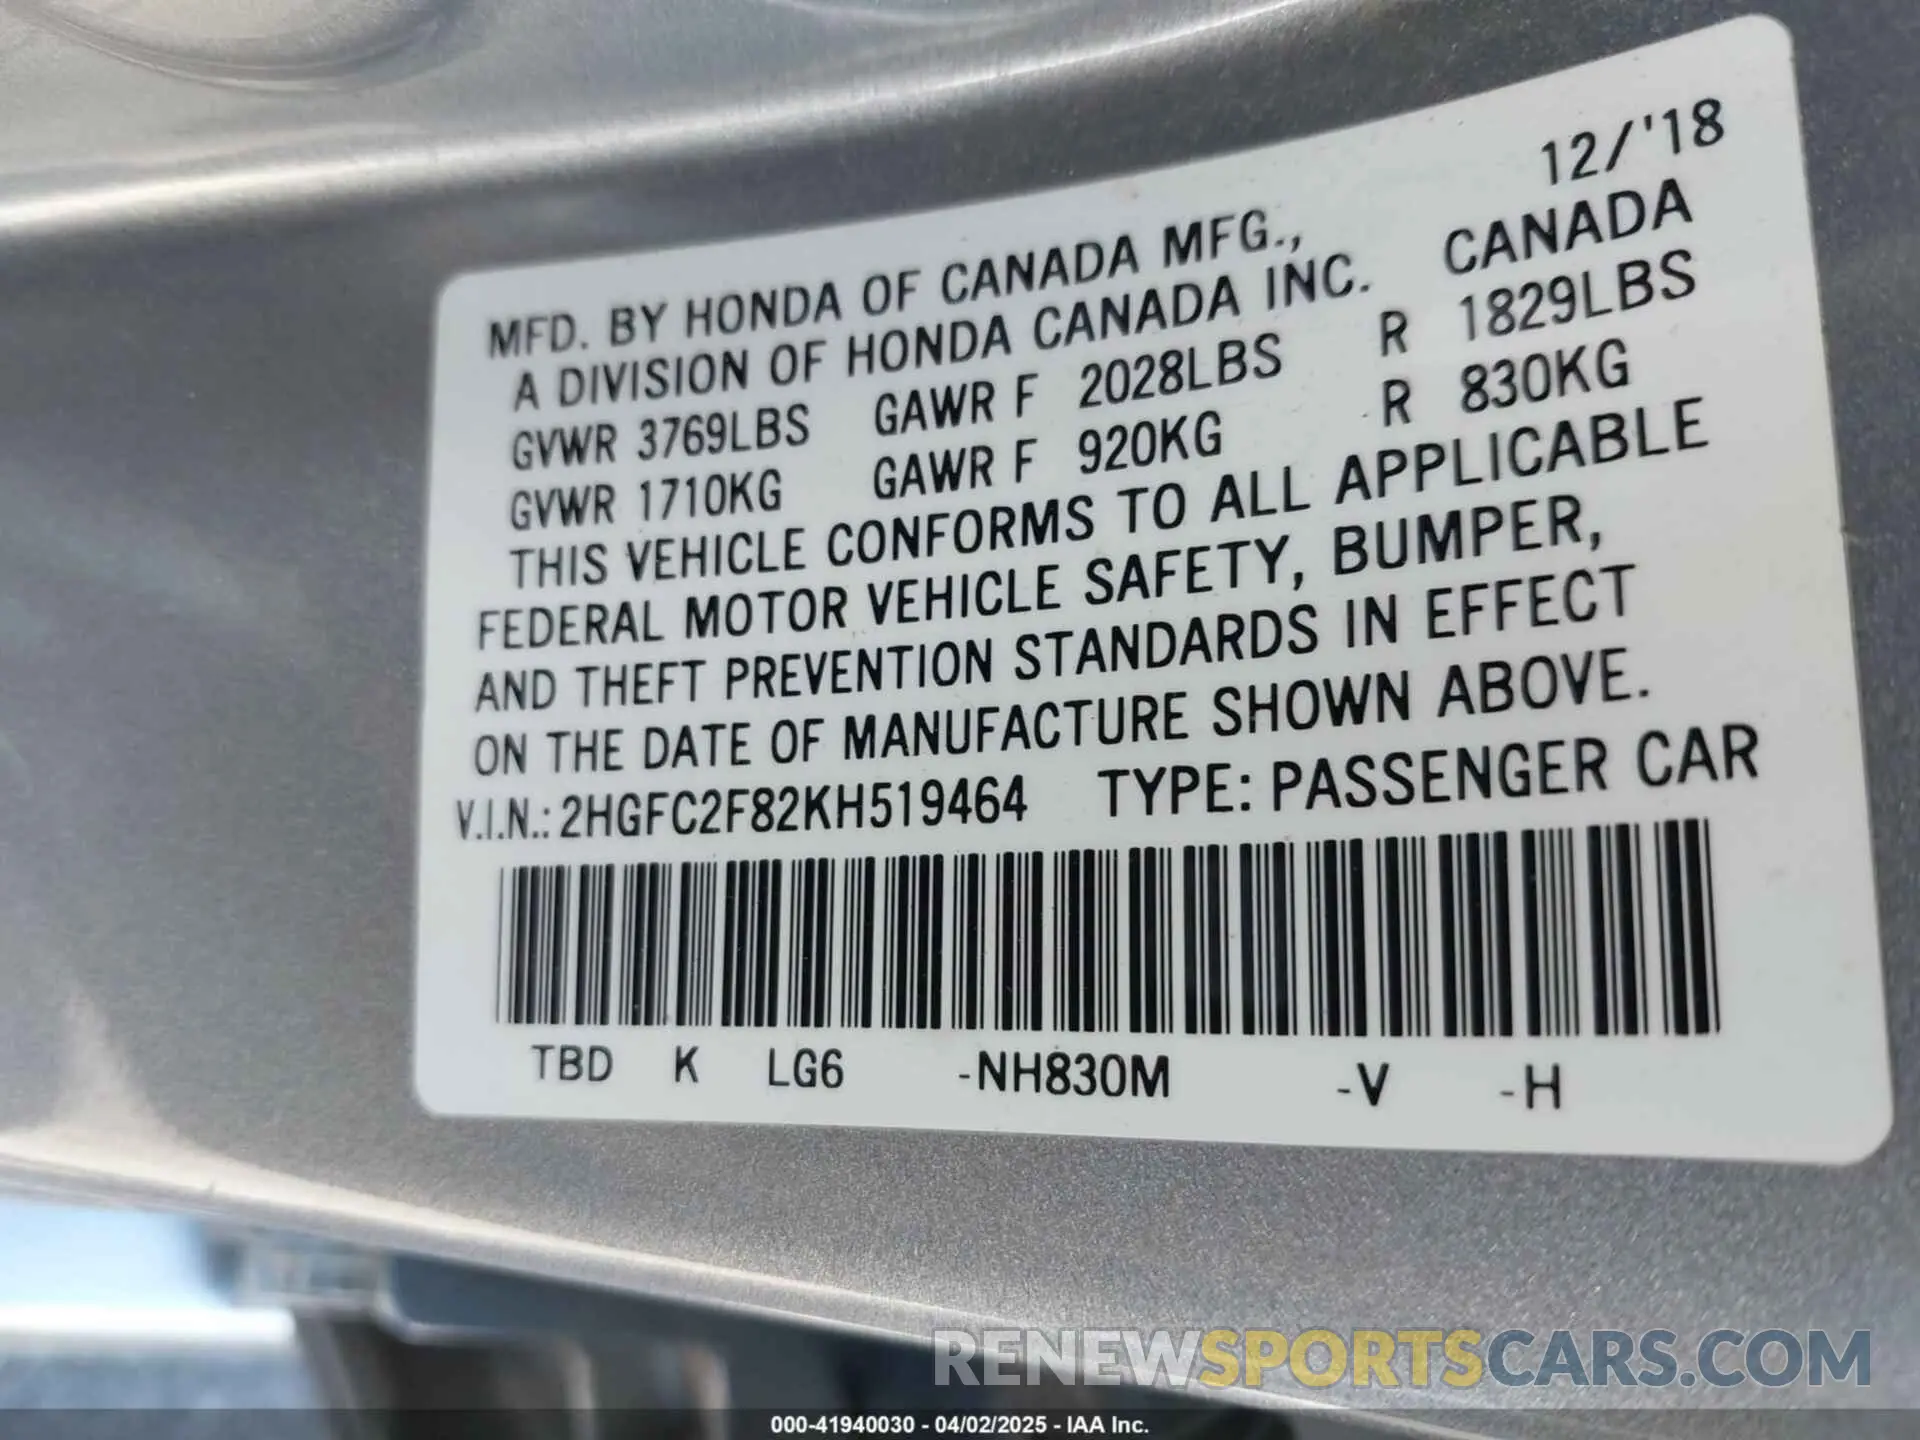 12/'18
MFD. BY HONDA OF CANADA MFG.,
A DIVISION OF HONDA CANADA INC. CANADA
GVWR 3769LBS GAWR F 2028LBS R 1829LBS
GVWR 1710KG GAWR F 920KG R 830KG
THIS VEHICLE CONFORMS TO ALL APPLICABLE
FEDERAL MOTOR VEHICLE SAFETY, BUMPER,
AND THEFT PREVENTION STANDARDS IN EFFECT
ON THE DATE OF MANUFACTURE SHOWN ABOVE.
V.I.N.: 2HGFC2F82KH519464 TYPE: PASSENGER CAR
TBD K LG6 -NH830M -V -H
RENEWSPORTSCARS.COM
000-41940030 - 04/02/2025 - IAA Inc.